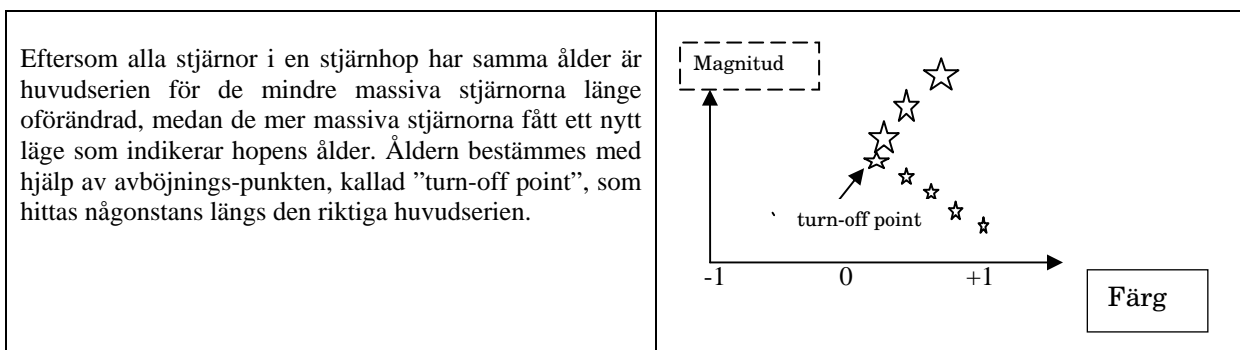 Eftersom alla stjärnor i en stjärnhop har samma ålder är
huvudserien för de mindre massiva stjärnorna länge
oförändrad, medan de mer massiva stjärnorna fått ett nytt
läge som indikerar hopens ålder. Åldern bestämmes med
hjälp av avböjnings-punkten, kallad ”turn-off point”, som
hittas någonstans längs den riktiga huvudserien.
Magnitud
turn-off point
-1
0
+1
Färg